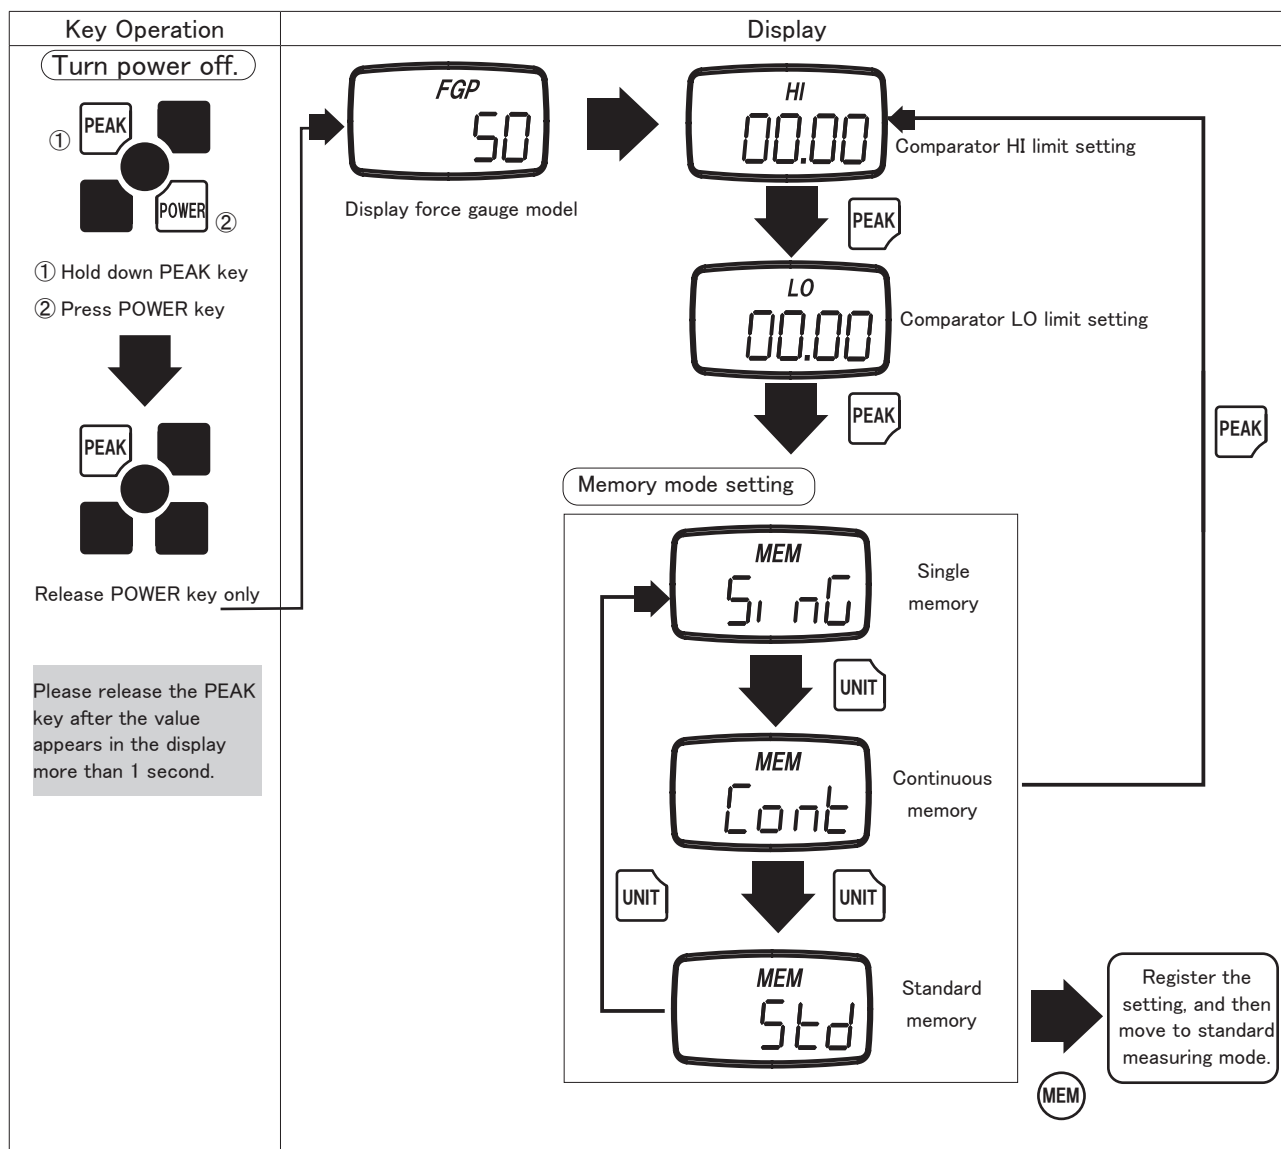 Key Operation
Display
Turn power off.
PEAK
①
POWER
②
① Hold down PEAK key
② Press POWER key
PEAK
Release POWER key only
Please release the PEAK
key after the value
appears in the display
more than 1 second.
FGP
50
Display force gauge model
HI
00.00
Comparator HI limit setting
PEAK
LO
00.00
Comparator LO limit setting
PEAK
PEAK
Memory mode setting
MEM
SinG
Single
memory
UNIT
MEM
Cont
Continuous
memory
UNIT
UNIT
MEM
Std
Standard
memory
MEM
Register the
setting, and then
move to standard
measuring mode.